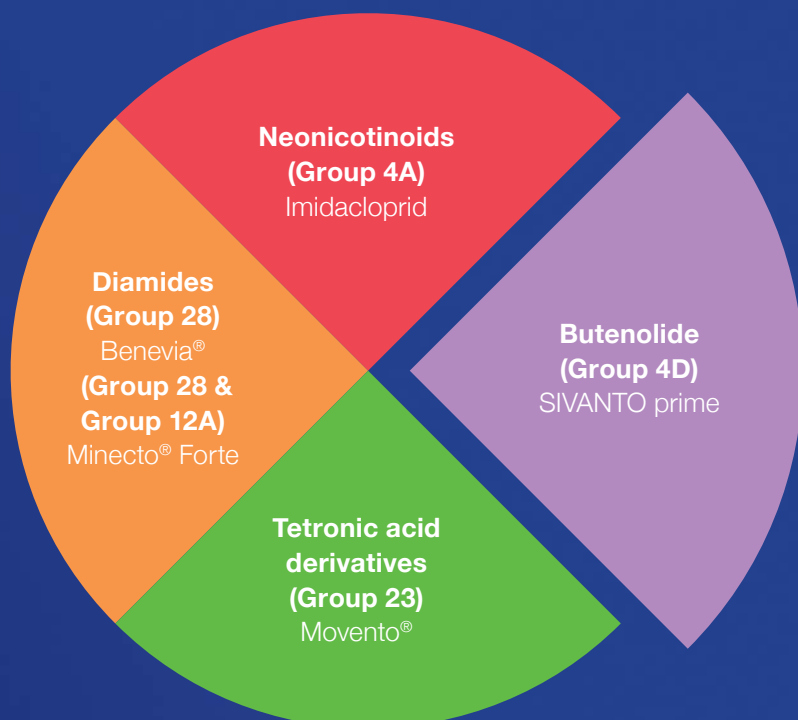 Neonicotinoids
(Group 4A)
Imidacloprid
Diamides
(Group 28)
Benevia®
(Group 28 &
Group 12A)
Minecto® Forte
Butenolide
(Group 4D)
SIVANTO prime
Tetronic acid
derivatives
(Group 23)
Movento®